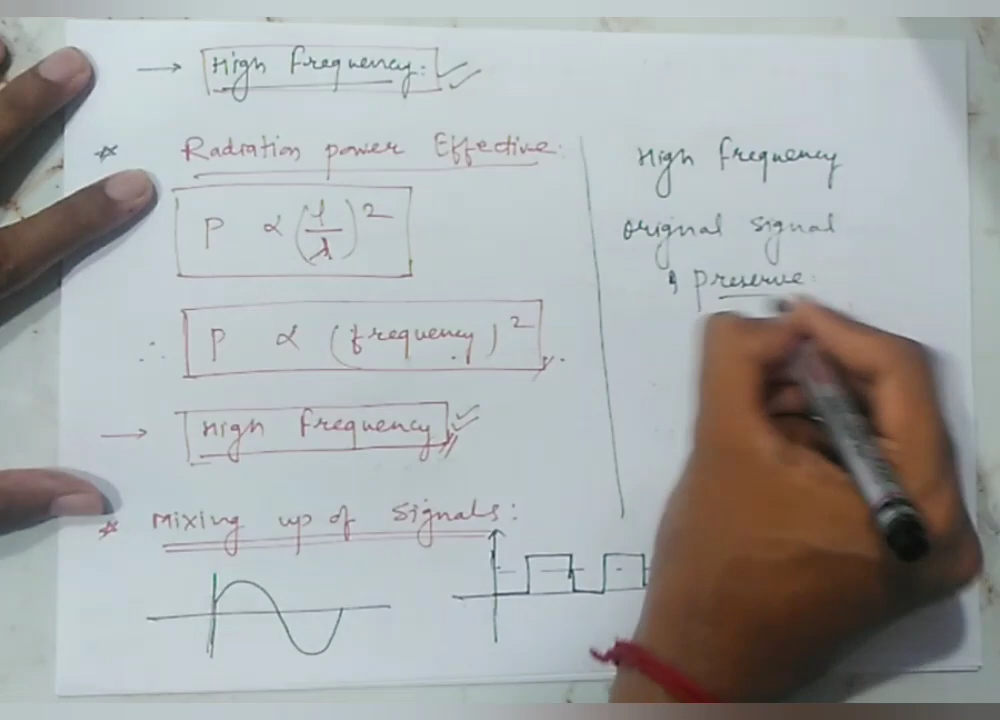 → High frequency:
* Radiation power Effective:
P ∝ (1/λ)²
∴ P ∝ (frequency)²
→ High frequency
* Mixing up of signals:
High frequency
original signal
& preserve: